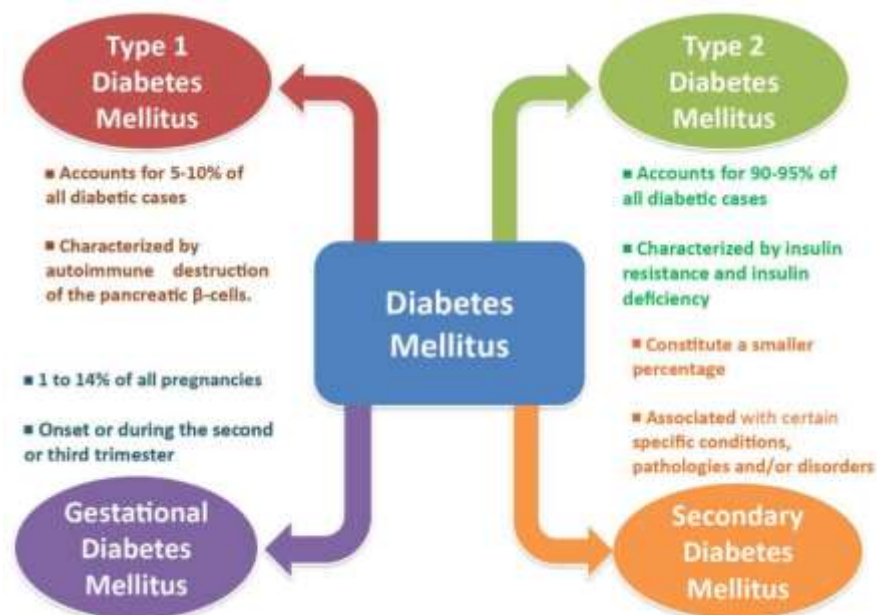 Type 1
Diabetes
Mellitus
■ Accounts for 5-10% of
all diabetic cases
■ Characterized by
autoimmune destruction
of the pancreatic β-cells.
Type 2
Diabetes
Mellitus
■ Accounts for 90-95% of
all diabetic cases
■ Characterized by insulin
resistance and insulin
deficiency
Diabetes
Mellitus
■ 1 to 14% of all pregnancies
■ Onset or during the second
or third trimester
Gestational
Diabetes
Mellitus
■ Constitute a smaller
percentage
■ Associated with certain
specific conditions,
pathologies and/or disorders
Secondary
Diabetes
Mellitus